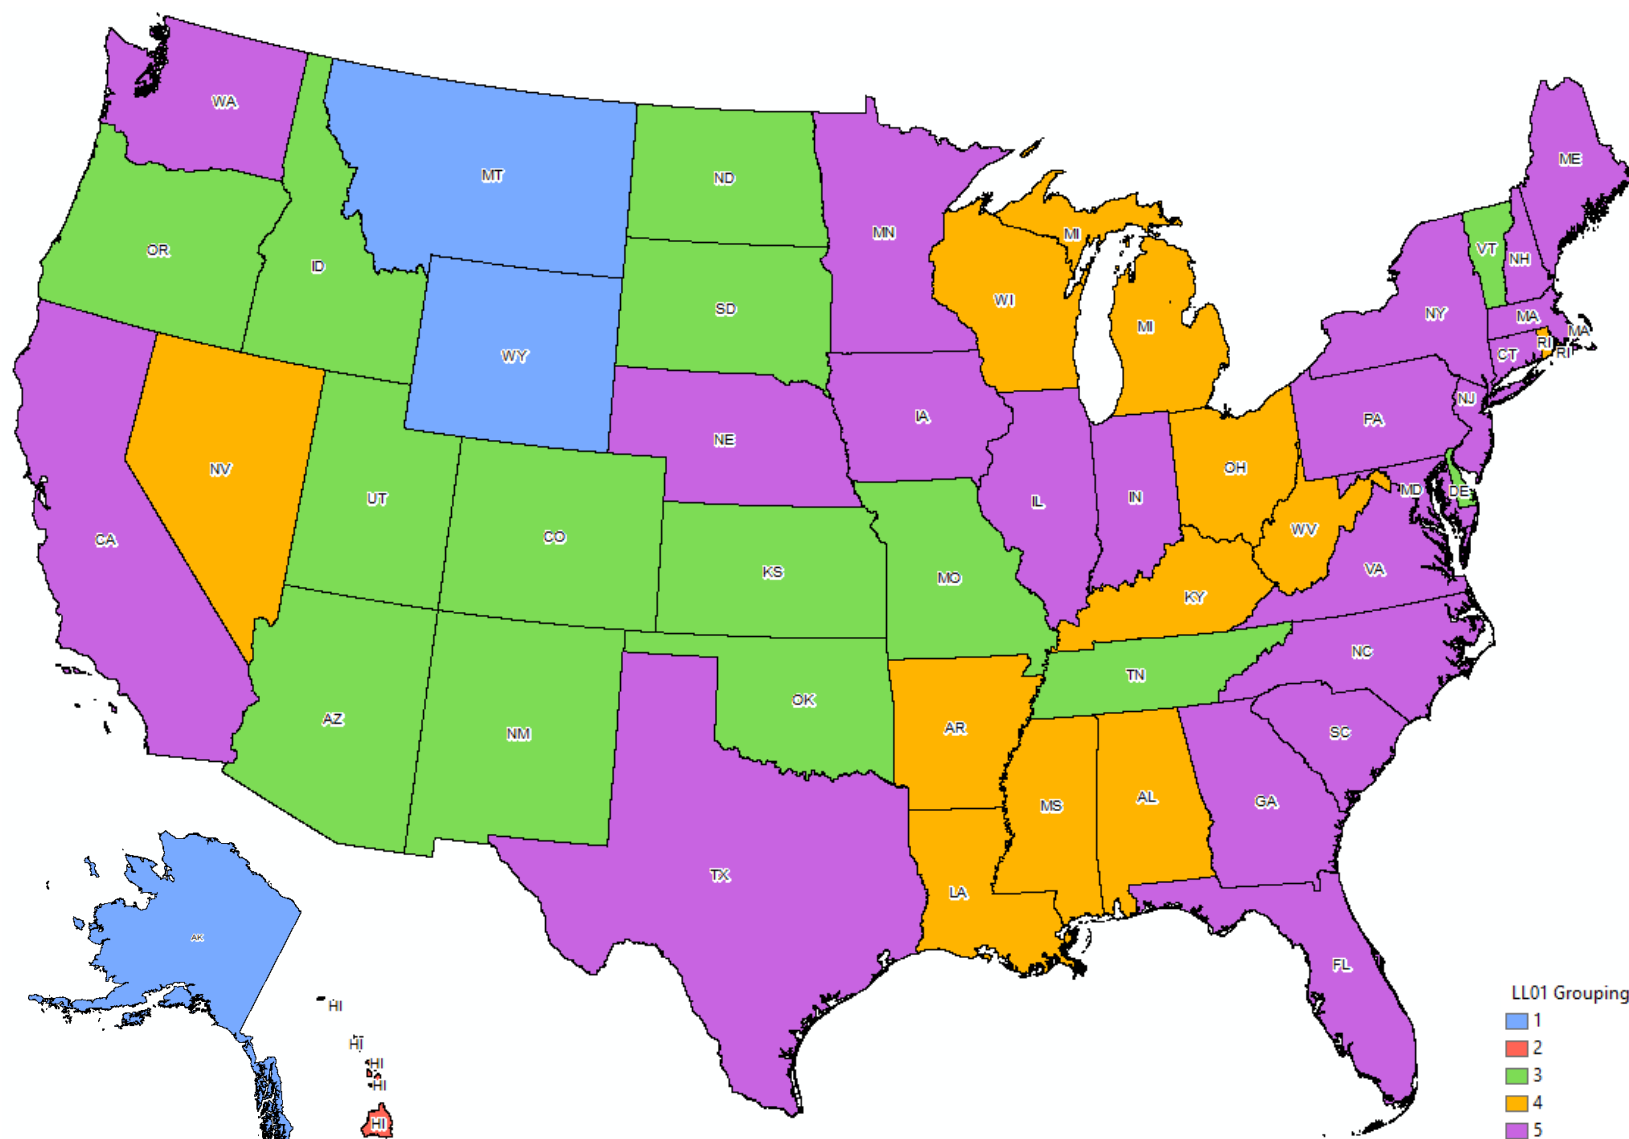 WA
ME
MT
ND
MN
MI
OR
ID
VT
NH
WI
SD
NY
MA
MA
MI
RI
RI
CT
WY
NJ
IA
PA
NE
NV
OH
UT
MD
DE
IL
IN
CO
WV
CA
KS
MO
VA
KY
NC
TN
OK
AZ
NM
AR
SC
MS
AL
GA
TX
LA
AK
FL
HI
HI
HI
HI
HI
LL01 Grouping
1
2
3
4
5